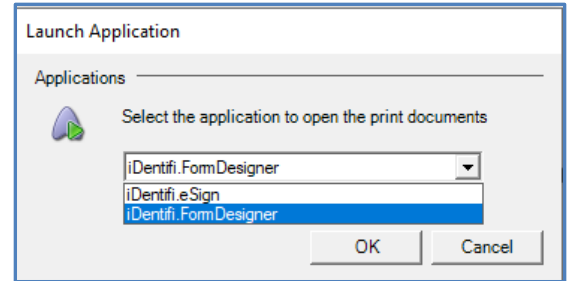 Launch Application
Applications
Select the application to open the print documents
iDentifi.FormDesigner
iDentifi.eSign
iDentifi.FormDesigner
OK Cancel